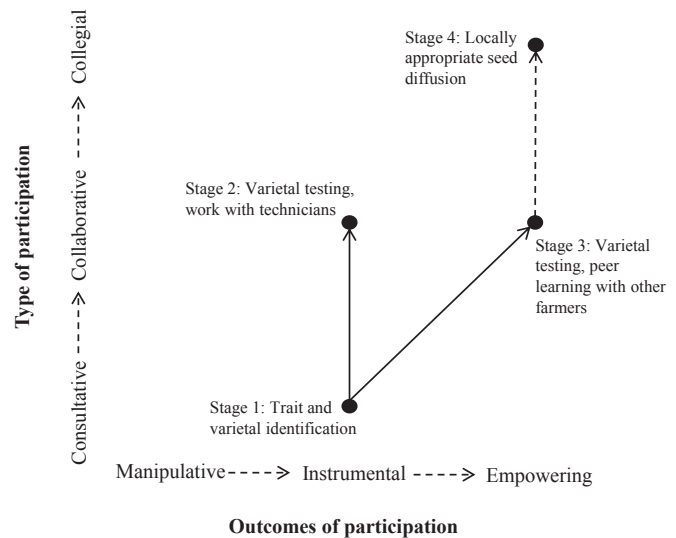 Stage 4: Locally
appropriate seed
diffusion
Collegial
Collaborative
Consultative
Type of participation
Stage 2: Varietal testing,
work with technicians
Stage 3: Varietal
testing, peer
learning with other
farmers
Stage 1: Trait and
varietal identification
Manipulative
Instrumental
Empowering
Outcomes of participation